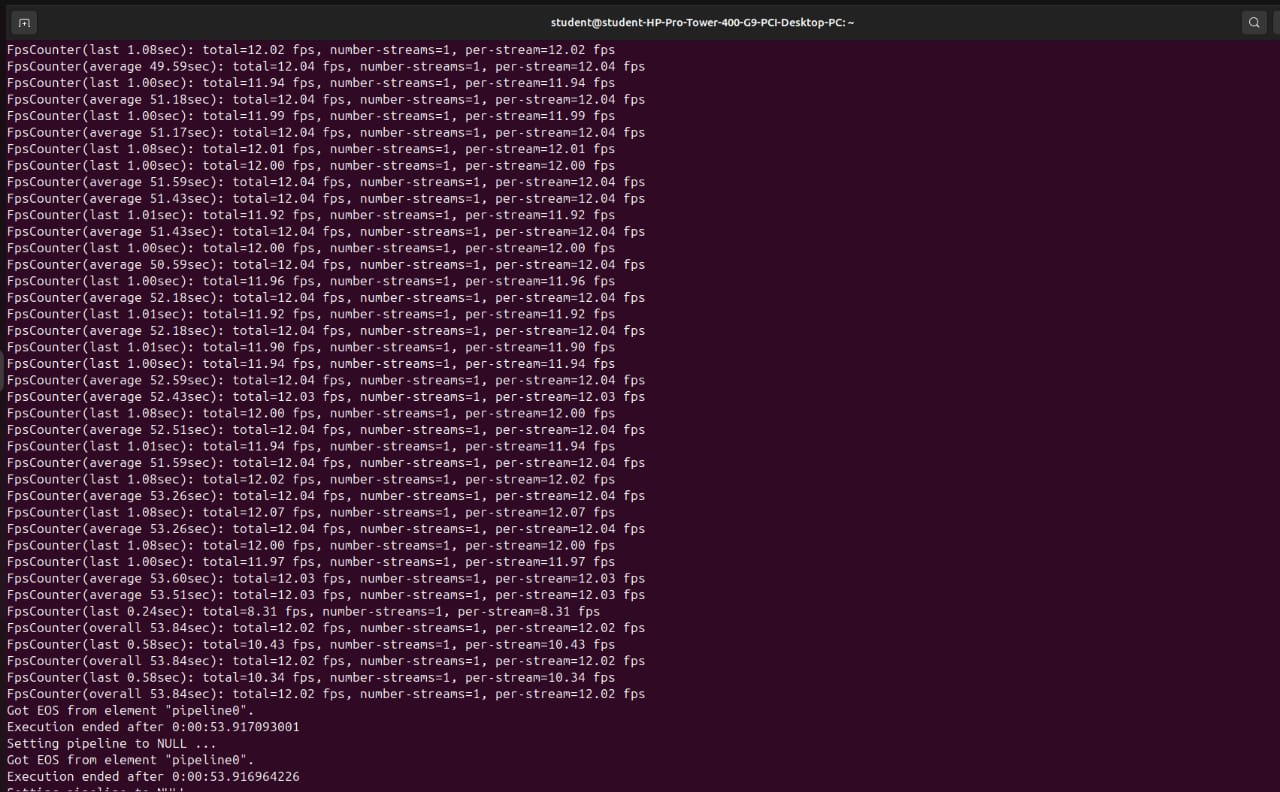 student@student-HP-Pro-Tower-400-G9-PCI-Desktop-PC: ~
FpsCounter(last 1.08sec): total=12.02 fps, number-streams=1, per-stream=12.02 fps
FpsCounter(average 49.59sec): total=12.04 fps, number-streams=1, per-stream=12.04 fps
FpsCounter(last 1.00sec): total=11.94 fps, number-streams=1, per-stream=11.94 fps
FpsCounter(average 51.18sec): total=12.04 fps, number-streams=1, per-stream=12.04 fps
FpsCounter(last 1.00sec): total=11.99 fps, number-streams=1, per-stream=11.99 fps
FpsCounter(average 51.17sec): total=12.04 fps, number-streams=1, per-stream=12.04 fps
FpsCounter(last 1.08sec): total=12.01 fps, number-streams=1, per-stream=12.01 fps
FpsCounter(last 1.00sec): total=12.00 fps, number-streams=1, per-stream=12.00 fps
FpsCounter(average 51.59sec): total=12.04 fps, number-streams=1, per-stream=12.04 fps
FpsCounter(average 51.43sec): total=12.04 fps, number-streams=1, per-stream=12.04 fps
FpsCounter(last 1.01sec): total=11.92 fps, number-streams=1, per-stream=11.92 fps
FpsCounter(average 51.43sec): total=12.04 fps, number-streams=1, per-stream=12.04 fps
FpsCounter(last 1.00sec): total=12.00 fps, number-streams=1, per-stream=12.00 fps
FpsCounter(average 50.59sec): total=12.04 fps, number-streams=1, per-stream=12.04 fps
FpsCounter(last 1.00sec): total=11.96 fps, number-streams=1, per-stream=11.96 fps
FpsCounter(average 52.18sec): total=12.04 fps, number-streams=1, per-stream=12.04 fps
FpsCounter(last 1.01sec): total=11.92 fps, number-streams=1, per-stream=11.92 fps
FpsCounter(average 52.18sec): total=12.04 fps, number-streams=1, per-stream=12.04 fps
FpsCounter(last 1.01sec): total=11.90 fps, number-streams=1, per-stream=11.90 fps
FpsCounter(last 1.00sec): total=11.94 fps, number-streams=1, per-stream=11.94 fps
FpsCounter(average 52.59sec): total=12.04 fps, number-streams=1, per-stream=12.04 fps
FpsCounter(average 52.43sec): total=12.03 fps, number-streams=1, per-stream=12.03 fps
FpsCounter(last 1.08sec): total=12.00 fps, number-streams=1, per-stream=12.00 fps
FpsCounter(average 52.51sec): total=12.04 fps, number-streams=1, per-stream=12.04 fps
FpsCounter(last 1.01sec): total=11.94 fps, number-streams=1, per-stream=11.94 fps
FpsCounter(average 51.59sec): total=12.04 fps, number-streams=1, per-stream=12.04 fps
FpsCounter(last 1.08sec): total=12.02 fps, number-streams=1, per-stream=12.02 fps
FpsCounter(average 53.26sec): total=12.04 fps, number-streams=1, per-stream=12.04 fps
FpsCounter(last 1.08sec): total=12.07 fps, number-streams=1, per-stream=12.07 fps
FpsCounter(average 53.26sec): total=12.04 fps, number-streams=1, per-stream=12.04 fps
FpsCounter(last 1.08sec): total=12.00 fps, number-streams=1, per-stream=12.00 fps
FpsCounter(last 1.00sec): total=11.97 fps, number-streams=1, per-stream=11.97 fps
FpsCounter(average 53.60sec): total=12.03 fps, number-streams=1, per-stream=12.03 fps
FpsCounter(average 53.51sec): total=12.03 fps, number-streams=1, per-stream=12.03 fps
FpsCounter(last 0.24sec): total=8.31 fps, number-streams=1, per-stream=8.31 fps
FpsCounter(overall 53.84sec): total=12.02 fps, number-streams=1, per-stream=12.02 fps
FpsCounter(last 0.58sec): total=10.43 fps, number-streams=1, per-stream=10.43 fps
FpsCounter(overall 53.84sec): total=12.02 fps, number-streams=1, per-stream=12.02 fps
FpsCounter(last 0.58sec): total=10.34 fps, number-streams=1, per-stream=10.34 fps
FpsCounter(overall 53.84sec): total=12.02 fps, number-streams=1, per-stream=12.02 fps
Got EOS from element "pipeline0".
Execution ended after 0:00:53.917093001
Setting pipeline to NULL ...
Got EOS from element "pipeline0".
Execution ended after 0:00:53.916964226
Setting pipeline to NULL